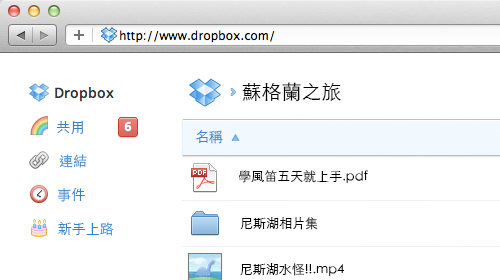 http://www.dropbox.com/
Dropbox
共用 6
連結
事件
新手上路
蘇格蘭之旅
名稱
PDF
學風笛五天就上手.pdf
尼斯湖相片集
尼斯湖水怪!!.mp4